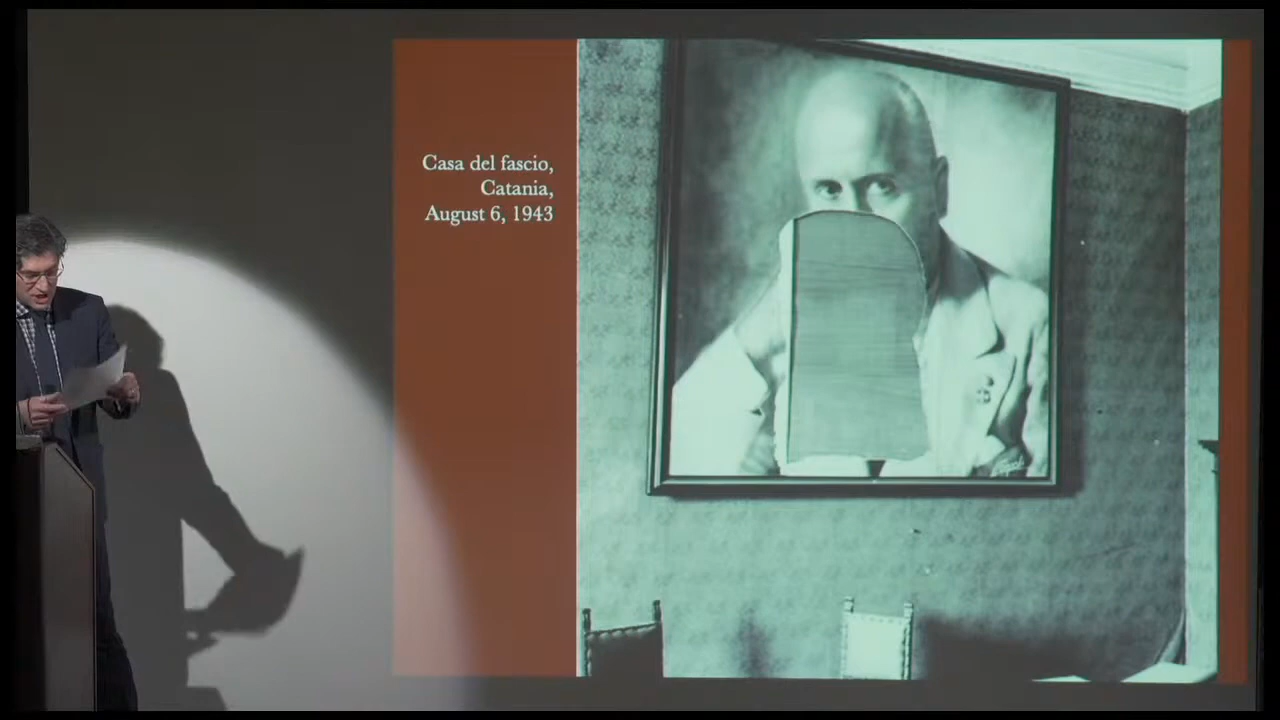 Casa del fascio,
Catania,
August 6, 1943